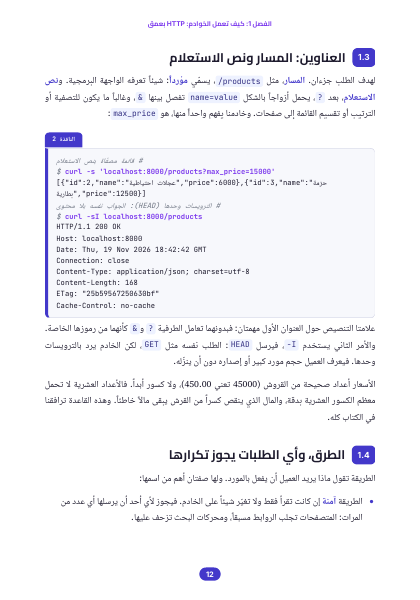 الفصل 1: كيف تعمل الخوادم: HTTP بعمق
1.3 العناوين: المسار ونص الاستعلام
لهدف الطلب جزءان. المسار، مثل /products، يسمّي مورداً: شيئاً تعرفه الواجهة البرمجية. ونص
الاستعلام، بعد ?، يحمل أزواجاً بالشكل name=value تفصل بينها &، وغالباً ما يكون للتصفية أو
الترتيب أو تقسيم القائمة إلى صفحات. وخادمنا يفهم واحداً منها، هو max_price:
النافذة 2
# قائمة مصفاة بنص الاستعلام
$ curl -s 'localhost:8000/products?max_price=15000'
[{"id":2,"name":"عجلات احتياطية","price":6000},{"id":3,"name":"حزمة
بطارية","price":12500}]
# الترويسات وحدها (HEAD): الجواب نفسه بلا محتوى
$ curl -sI localhost:8000/products
HTTP/1.1 200 OK
Host: localhost:8000
Date: Thu, 19 Nov 2026 18:42:42 GMT
Connection: close
Content-Type: application/json; charset=utf-8
Content-Length: 168
ETag: "25b59567250630bf"
Cache-Control: no-cache
علامتا التنصيص حول العنوان الأول مهمتان: فبدونهما تعامل الطرفية ? و & كأنهما من رموزها الخاصة.
والأمر الثاني يستخدم -I، فيرسل HEAD: الطلب نفسه مثل GET، لكن الخادم يرد بالترويسات
وحدها. فيعرف العميل حجم مورد كبير أو إصداره دون أن ينزّله.
الأسعار أعداد صحيحة من القروش (45000 تعني 450.00)، ولا كسور أبداً. فالأعداد العشرية لا تحمل
معظم الكسور العشرية بدقة، والمال الذي ينقص كسراً من القرش يبقى مالاً خاطئاً. وهذه القاعدة ترافقنا
في الكتاب كله.
1.4 الطرق، وأي الطلبات يجوز تكرارها
الطريقة تقول ماذا يريد العميل أن يفعل بالمورد. ولها صفتان أهم من اسمها:
• الطريقة آمنة إن كانت تقرأ فقط ولا تغيّر شيئاً على الخادم. فيجوز لأي أحد أن يرسلها أي عدد من
المرات: المتصفحات تجلب الروابط مسبقاً، ومحركات البحث تزحف عليها.
12